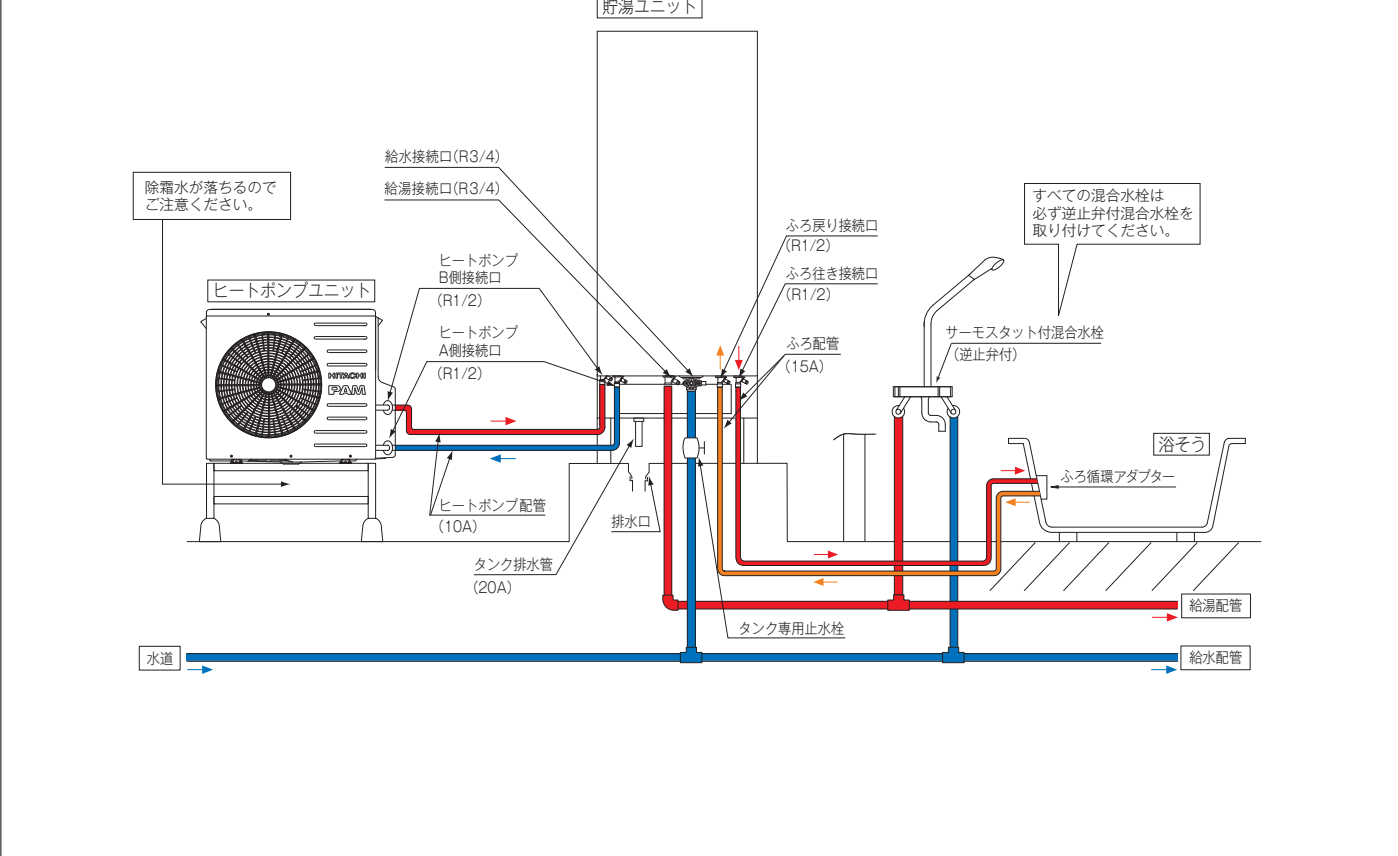 貯湯ユニット
給水接続口(R3/4)
給湯接続口(R3/4)
除霜水が落ちるので
ご注意ください。
すべての混合水栓は
必ず逆止弁付混合水栓を
取り付けてください。
ふろ戻り接続口
(R1/2)
ふろ往き接続口
(R1/2)
ヒートポンプ
B側接続口
(R1/2)
ヒートポンプユニット
ヒートポンプ
A側接続口
(R1/2)
サーモスタット付混合水栓
(逆止弁付)
ふろ配管
(15A)
HITACHI
PAM
浴そう
ふろ循環アダプター
ヒートポンプ配管
(10A)
排水口
タンク排水管
(20A)
給湯配管
タンク専用止水栓
水道
給水配管